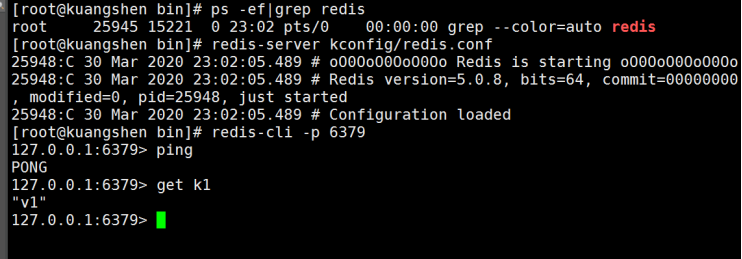 [root@kuangshen bin]# ps -ef|grep redis
root     25945 15221  0 23:02 pts/0    00:00:00 grep --color=auto redis
[root@kuangshen bin]# redis-server kconfig/redis.conf
25948:C 30 Mar 2020 23:02:05.489 # oO0OoO0OoO0Oo Redis is starting oO0OoO0OoO0Oo
25948:C 30 Mar 2020 23:02:05.489 # Redis version=5.0.8, bits=64, commit=00000000
, modified=0, pid=25948, just started
25948:C 30 Mar 2020 23:02:05.489 # Configuration loaded
[root@kuangshen bin]# redis-cli -p 6379
127.0.0.1:6379> ping
PONG
127.0.0.1:6379> get k1
"v1"
127.0.0.1:6379>